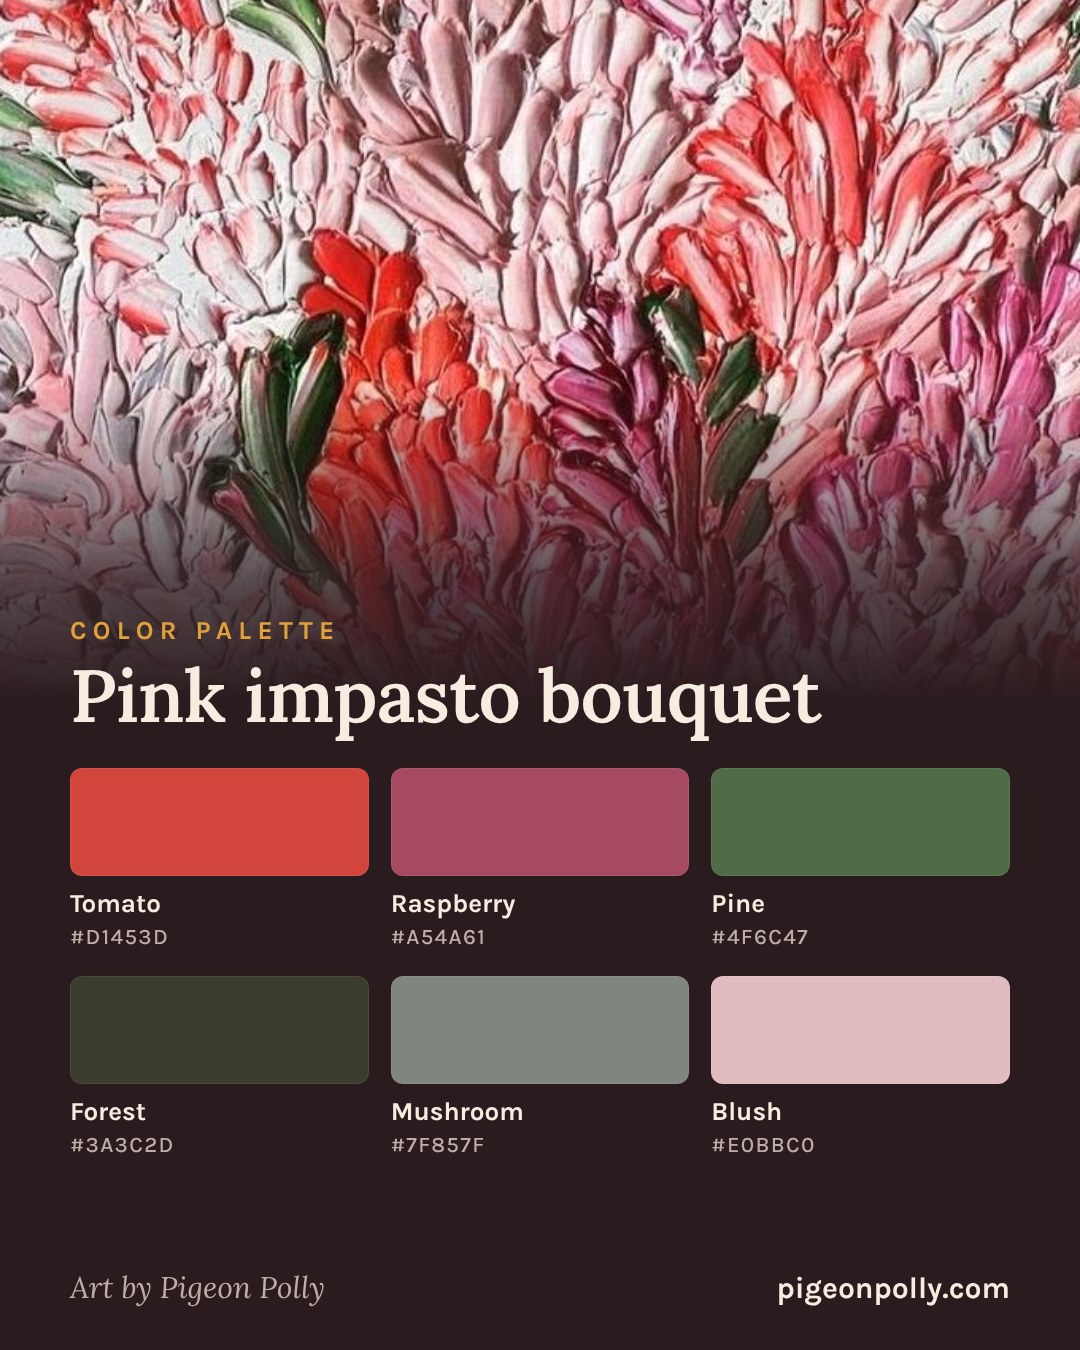 COLOR PALETTE
Pink impasto bouquet
Tomato
#D1453D
Raspberry
#A54A61
Pine
#4F6C47
Forest
#3A3C2D
Mushroom
#7F857F
Blush
#E0BBC0
Art by Pigeon Polly
pigeonpolly.com